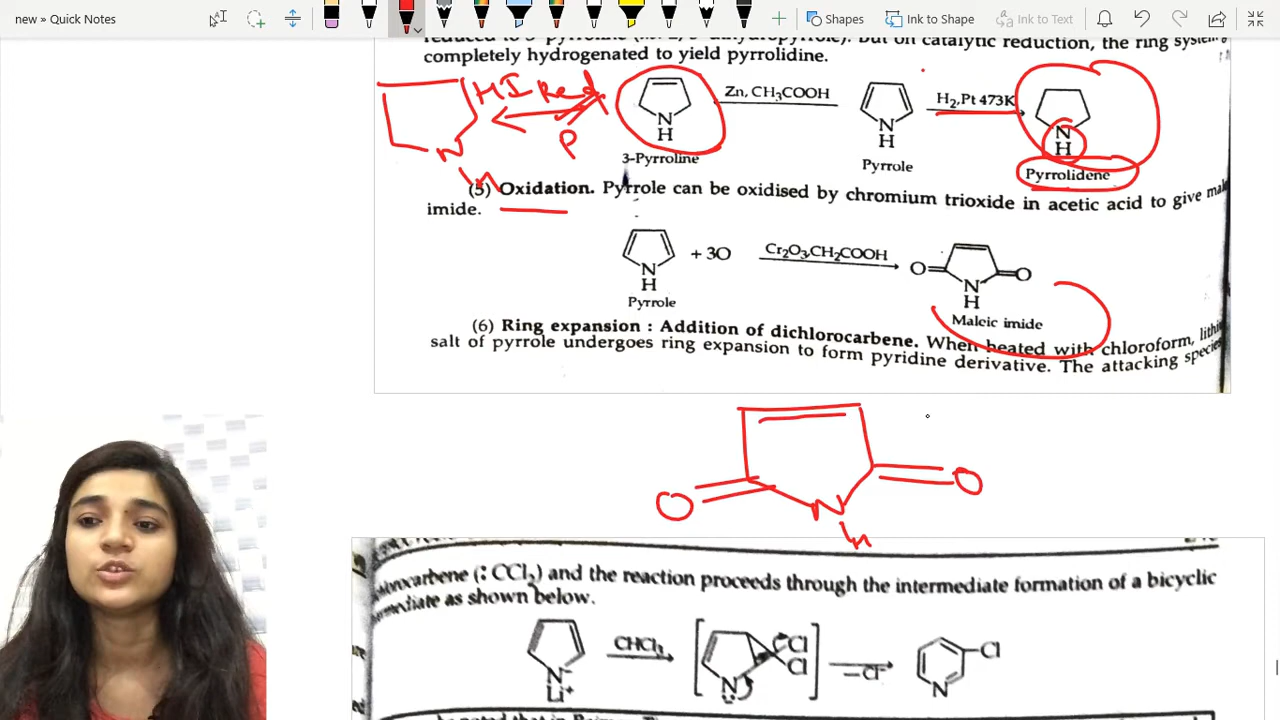 new » Quick Notes
Shapes
Ink to Shape
Ink to Text
completely hydrogenated to yield pyrrolidine.
HI Red
P
N
H
Zn, CH₃COOH
N
H
H₂,Pt 473K
N
H
3-Pyrroline
Pyrrole
Pyrrolidene
(5) Oxidation. Pyrrole can be oxidised by chromium trioxide in acetic acid to give male
imide.
N
H
+ 3O
Cr₂O₃,CH₂COOH
O
O
N
H
Pyrrole
Maleic imide
(6) Ring expansion : Addition of dichlorocarbene. When heated with chloroform, lithi
salt of pyrrole undergoes ring expansion to form pyridine derivative. The attacking species
O
O
N
H
(:CCl₂) and the reaction proceeds through the intermediate formation of a bicyclic
as shown below.
N⁻
Li⁺
CHCl₃
Cl
Cl
N
–Cl⁻
Cl
N